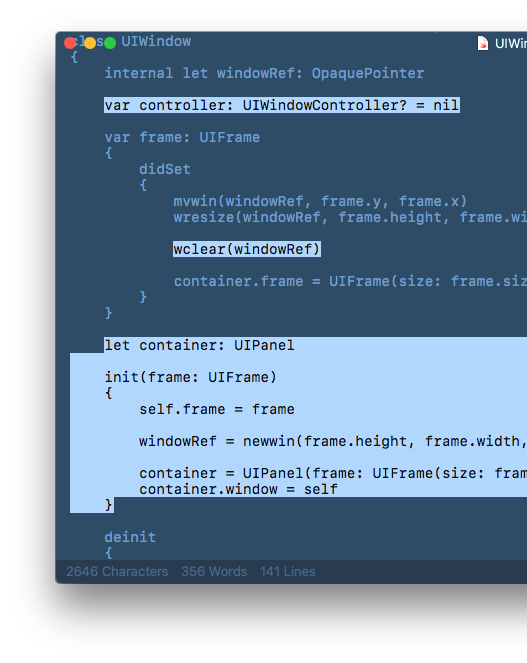 class UIWindow
UIWin
{
internal let windowRef: OpaquePointer
var controller: UIWindowController? = nil
var frame: UIFrame
{
didSet
{
mvwin(windowRef, frame.y, frame.x)
wresize(windowRef, frame.height, frame.wi
wclear(windowRef)
container.frame = UIFrame(size: frame.siz
}
}
let container: UIPanel
init(frame: UIFrame)
{
self.frame = frame
windowRef = newwin(frame.height, frame.width,
container = UIPanel(frame: UIFrame(size: fram
container.window = self
}
deinit
{
2646 Characters 356 Words 141 Lines